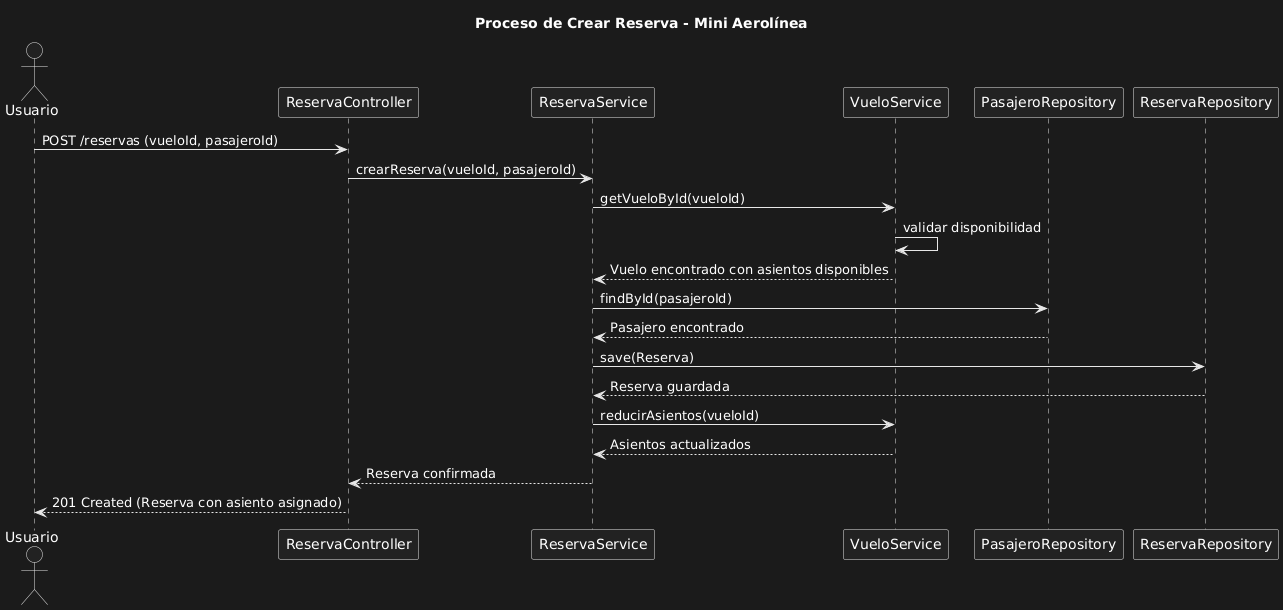 Proceso de Crear Reserva - Mini Aerolínea
Usuario
ReservaController
ReservaService
VueloService
PasajeroRepository
ReservaRepository
POST /reservas (vueloId, pasajeroId)
crearReserva(vueloId, pasajeroId)
getVueloById(vueloId)
validar disponibilidad
Vuelo encontrado con asientos disponibles
findById(pasajeroId)
Pasajero encontrado
save(Reserva)
Reserva guardada
reducirAsientos(vueloId)
Asientos actualizados
Reserva confirmada
201 Created (Reserva con asiento asignado)
Usuario
ReservaController
ReservaService
VueloService
PasajeroRepository
ReservaRepository